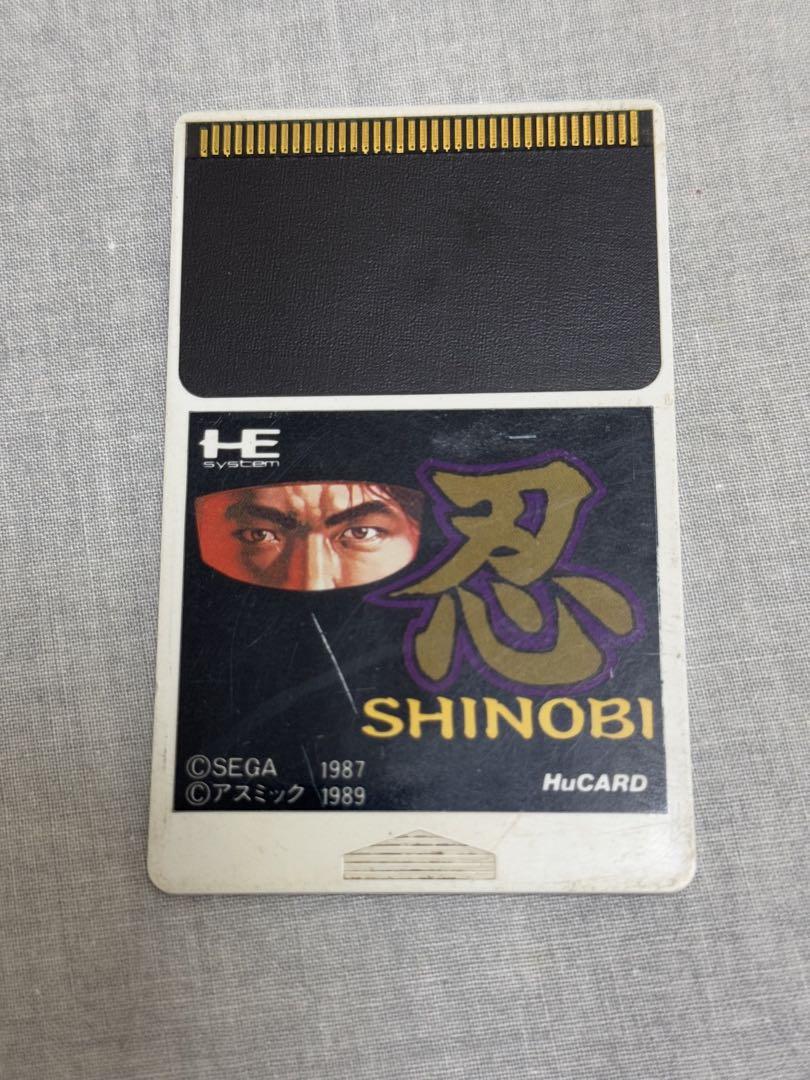 HE
system
忍
SHINOBI
©SEGA 1987
©アスミック 1989
HuCARD